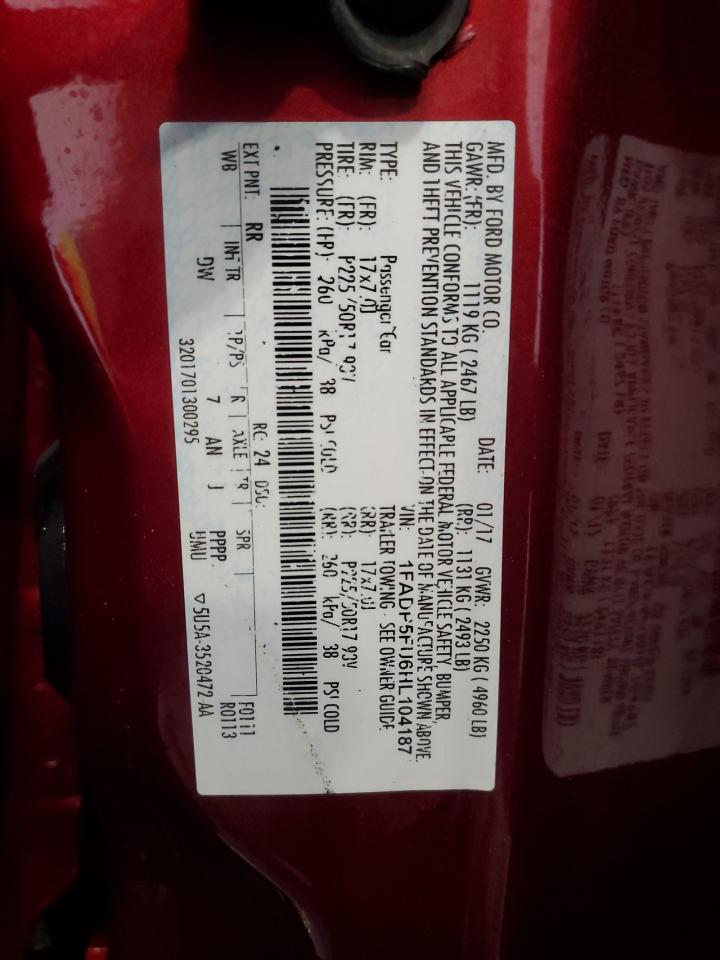 MFD. BY FORD MOTOR CO.
DATE: 01/17 GVWR: 2250 KG ( 4960 LB)
GAWR: (FR): 1119 KG ( 2467 LB) (RR): 1131 KG ( 2493 LB)
THIS VEHICLE CONFORMS TO ALL APPLICABLE FEDERAL MOTOR VEHICLE SAFETY, BUMPER,
AND THEFT PREVENTION STANDARDS IN EFFECT ON THE DATE OF MANUFACTURE SHOWN ABOVE.
VIN: 1FADP5FU6HL104187
TYPE: Passenger Car TRAILER TOWING - SEE OWNER GUIDE
RIM: (FR): 17x7.0J (RR): 17x7.0J
TIRE: (FR): P225/50R17 93V (RR): P225/50R17 93V
PRESSURE: (FR): 260 kPa/ 38 PSI COLD (RR): 260 kPa/ 38 PSI COLD
RC: 24 DSO: F0111
EXT PNT: RR R0113
WB INT TR TP/PS R AXLE TR SPR
DW 7 AN J PPPP
UMU
3201701300295 ▽5U5A-3520472-AA